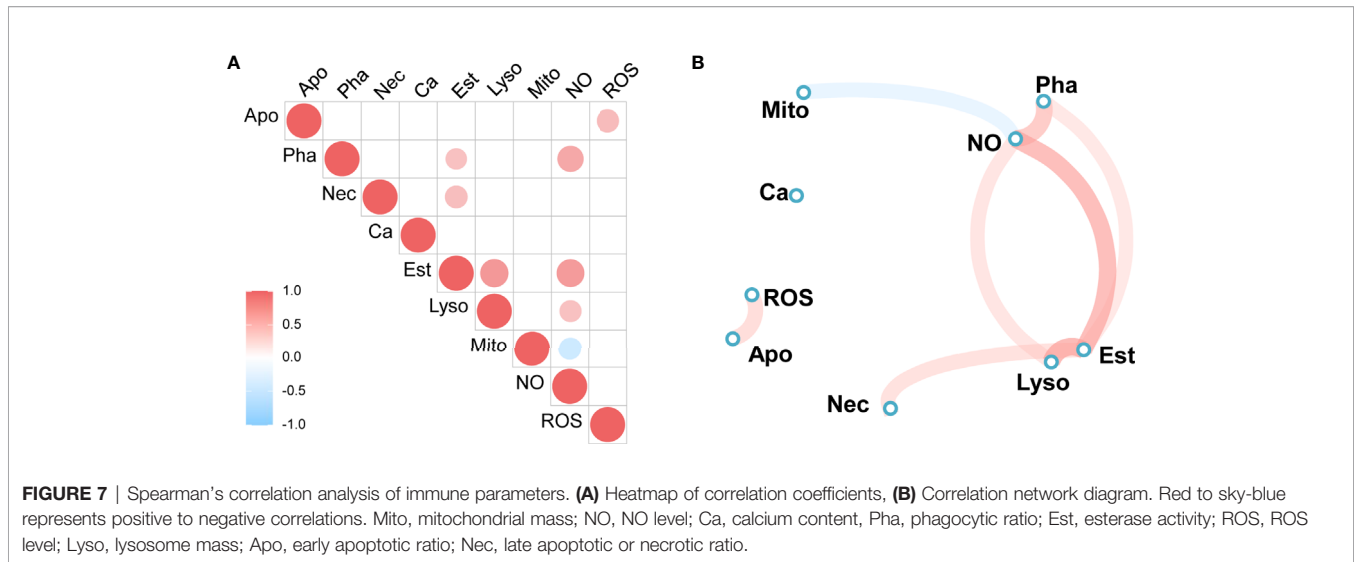 A
B
Apo Pha Nec Ca Est Lyso Mito NO ROS
Apo
Pha
Nec
Ca
Est
Lyso
Mito
NO
ROS
1.0
0.5
0.0
-0.5
-1.0
Pha
Mito
NO
Ca
ROS
Apo
Est
Lyso
Nec
FIGURE 7 | Spearman's correlation analysis of immune parameters. (A) Heatmap of correlation coefficients, (B) Correlation network diagram. Red to sky-blue
represents positive to negative correlations. Mito, mitochondrial mass; NO, NO level; Ca, calcium content, Pha, phagocytic ratio; Est, esterase activity; ROS, ROS
level; Lyso, lysosome mass; Apo, early apoptotic ratio; Nec, late apoptotic or necrotic ratio.